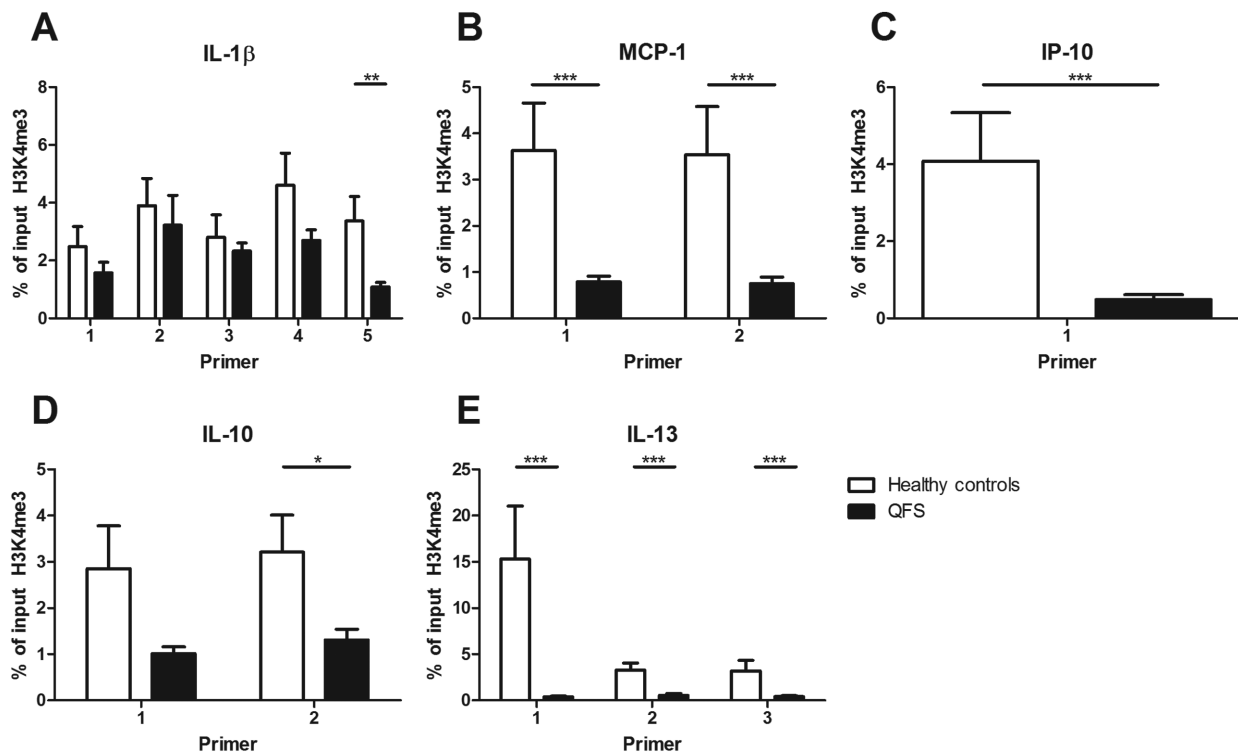 A
IL-1β
**
% of input H3K4me3
8
6
4
2
0
1 2 3 4 5
Primer
B
MCP-1
*** ***
% of input H3K4me3
5
4
3
2
1
0
1 2
Primer
C
IP-10
***
% of input H3K4me3
6
4
2
0
1
Primer
D
IL-10
*
% of input H3K4me3
5
4
3
2
1
0
1 2
Primer
E
IL-13
*** *** ***
% of input H3K4me3
25
20
15
10
5
0
1 2 3
Primer
Healthy controls
QFS